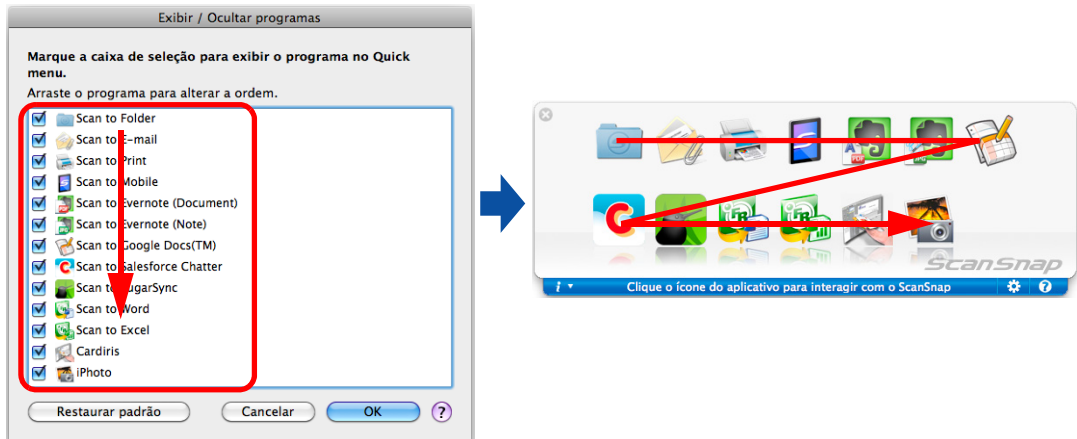 Exibir / Ocultar programas
Marque a caixa de seleção para exibir o programa no Quick
menu.
Arraste o programa para alterar a ordem.
Scan to Folder
Scan to E-mail
Scan to Print
Scan to Mobile
Scan to Evernote (Document)
Scan to Evernote (Note)
Scan to Google Docs(TM)
Scan to Salesforce Chatter
Scan to SugarSync
Scan to Word
Scan to Excel
Cardiris
iPhoto
Restaurar padrão
Cancelar
OK
?
A
PDF
ScanSnap
i
Clique o ícone do aplicativo para interagir com o ScanSnap
?